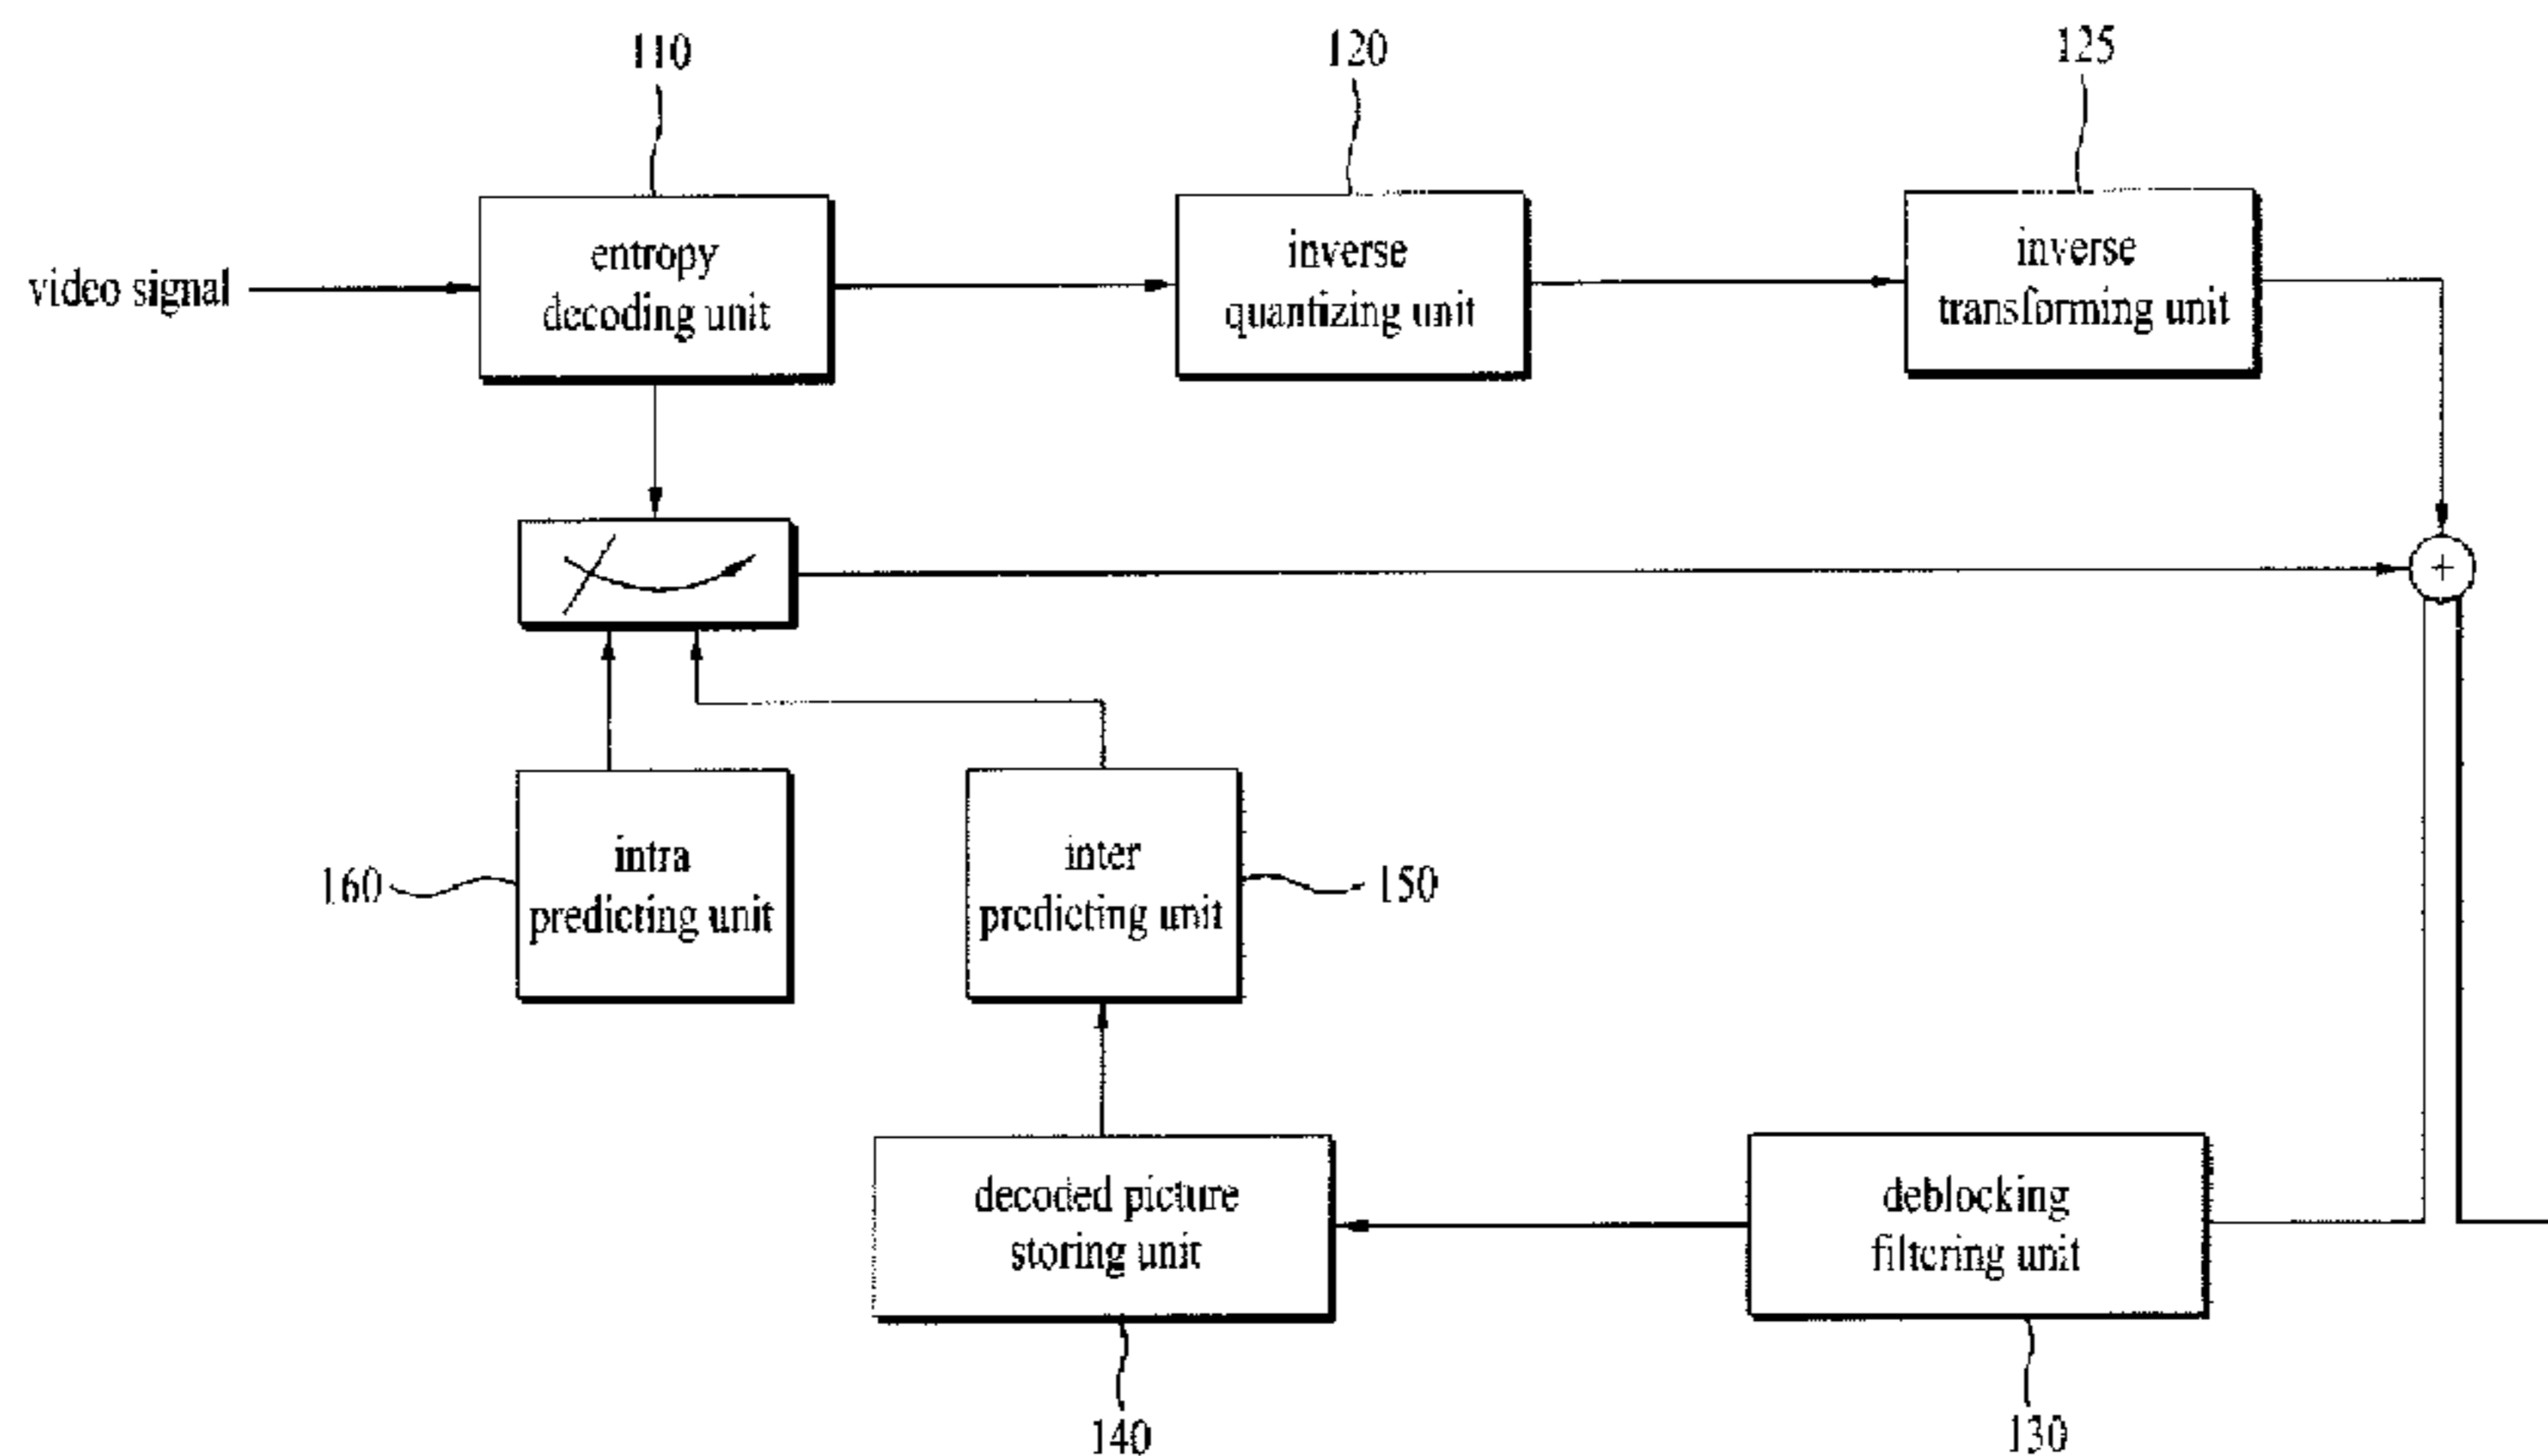 110
120
125
video signal
entropy
decoding unit
inverse
quantizing unit
inverse
transforming unit
+
160
intra
predicting unit
inter
predicting unit
150
decoded picture
storing unit
deblocking
filtering unit
140
130